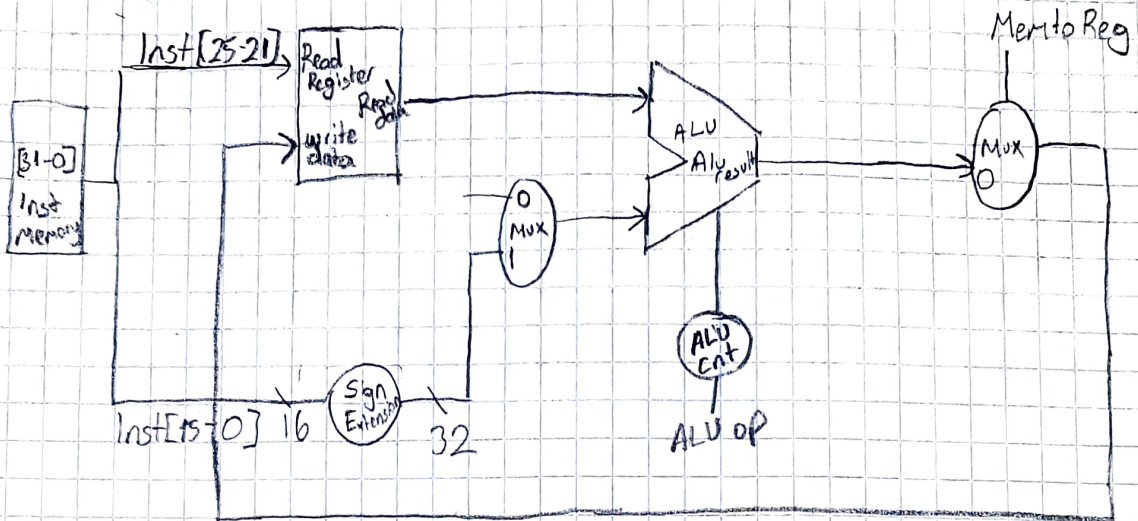 MemtoReg
Inst[25-21]
Read
Register
Read
data
write
data
[31-0]
Inst
Memory
ALU
Alu
result
Mux
0
0
Mux
1
ALU
Cnt
ALU OP
Sign
Extension
Inst[15-0] 16
32